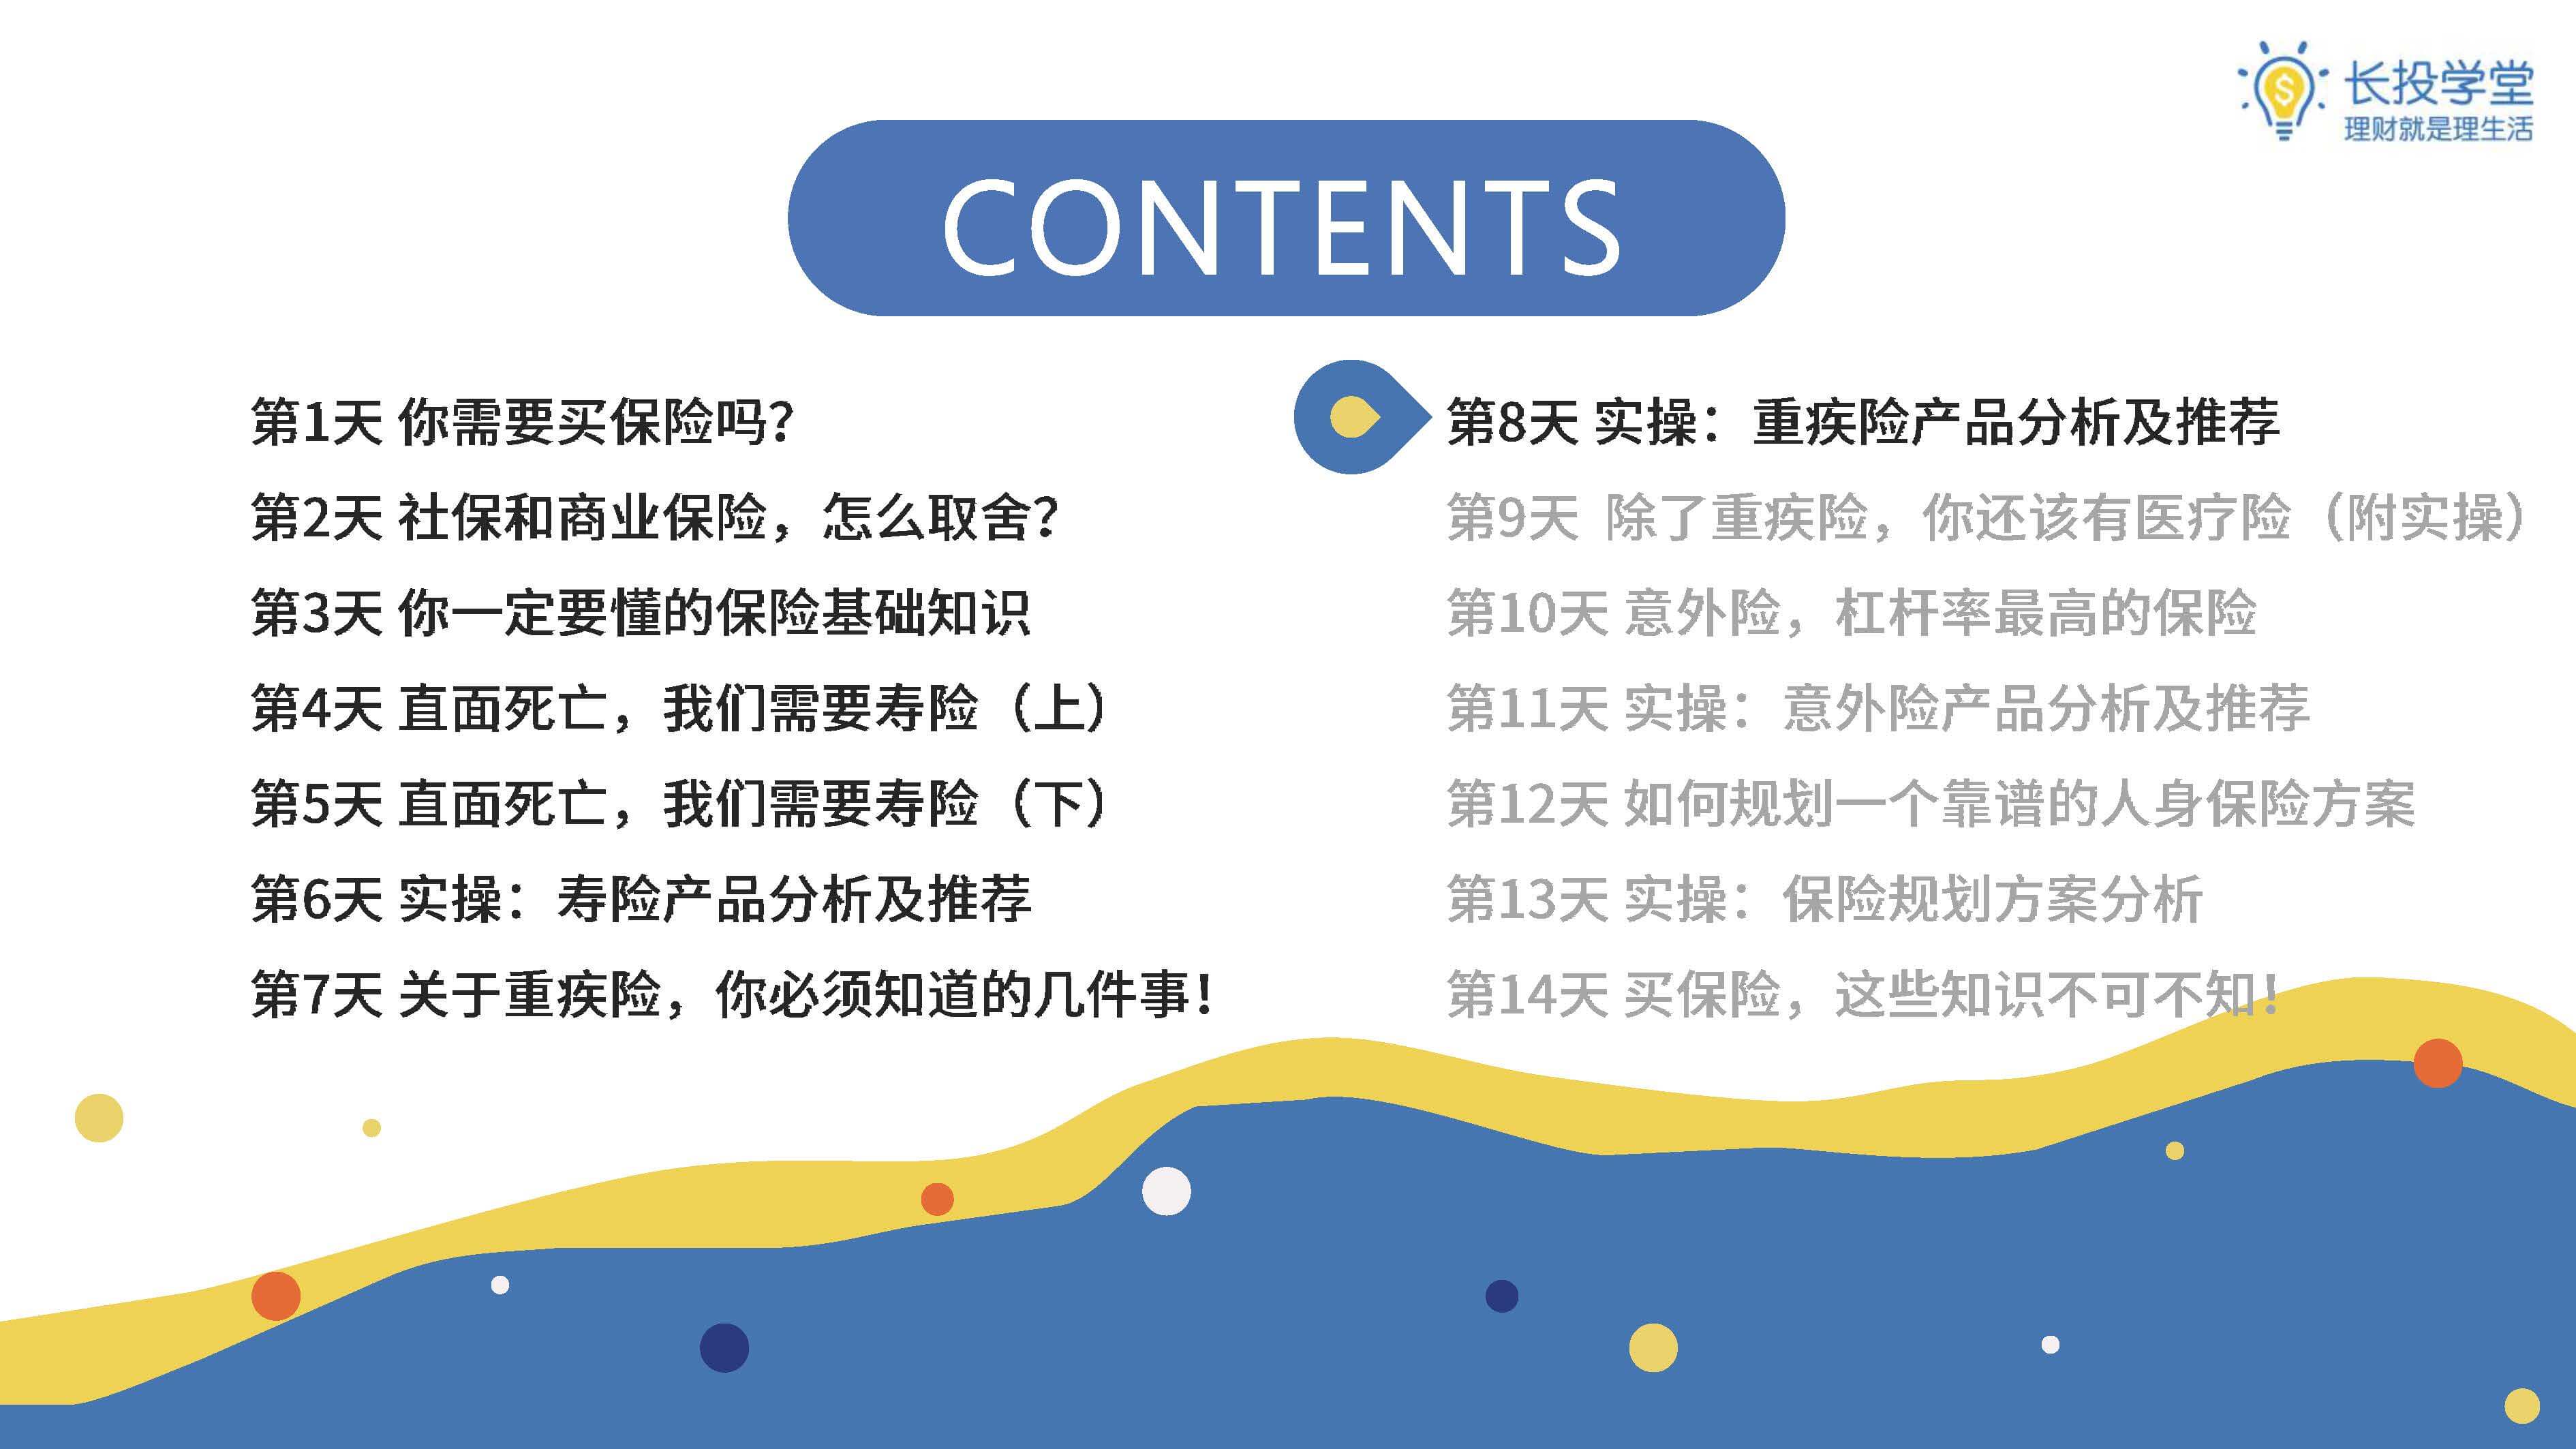 长投学堂
理财就是理生活
CONTENTS
第1天 你需要买保险吗？
第2天 社保和商业保险，怎么取舍？
第3天 你一定要懂的保险基础知识
第4天 直面死亡，我们需要寿险（上）
第5天 直面死亡，我们需要寿险（下）
第6天 实操：寿险产品分析及推荐
第7天 关于重疾险，你必须知道的几件事！
第8天 实操：重疾险产品分析及推荐
第9天 除了重疾险，你还该有医疗险（附实操）
第10天 意外险，杠杆率最高的保险
第11天 实操：意外险产品分析及推荐
第12天 如何规划一个靠谱的人身保险方案
第13天 实操：保险规划方案分析
第14天 买保险，这些知识不可不知！